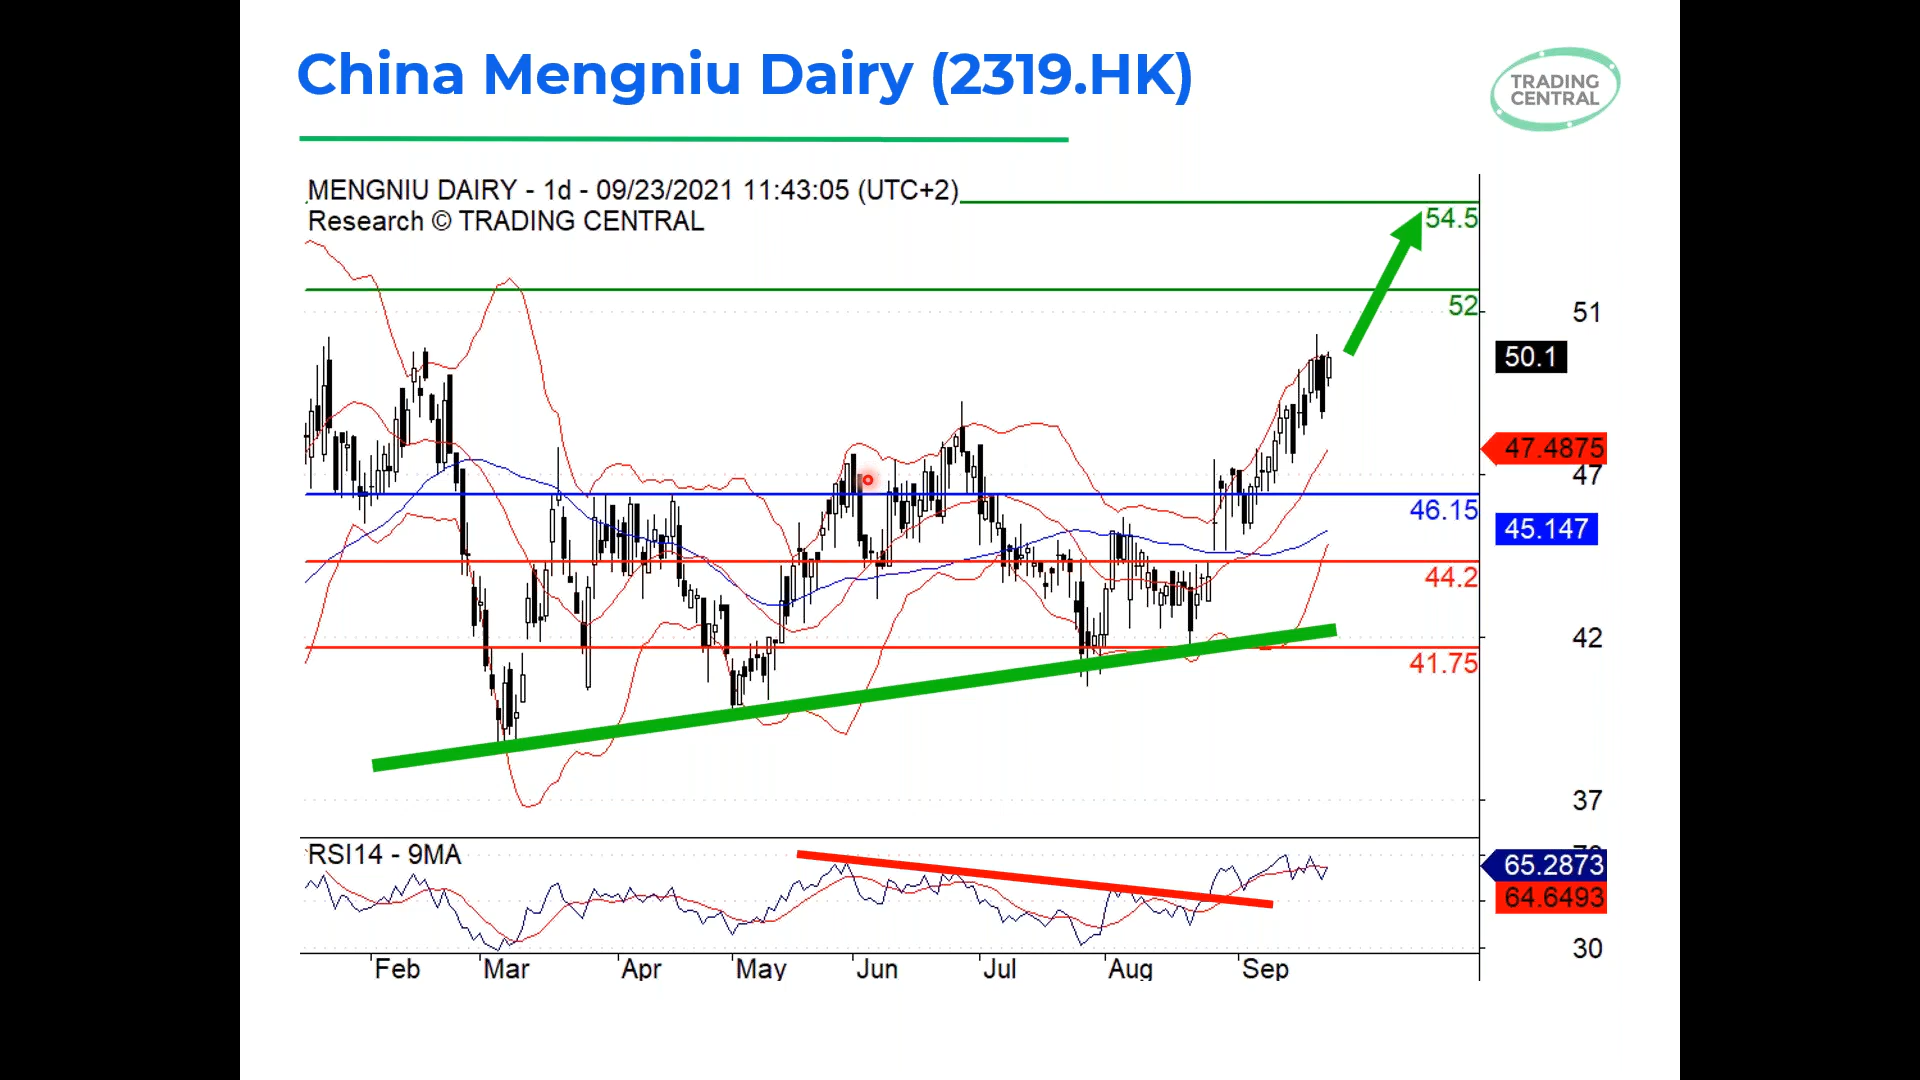 China Mengniu Dairy (2319.HK)
TRADING
CENTRAL
MENGNIU DAIRY - 1d - 09/23/2021 11:43:05 (UTC+2)
Research © TRADING CENTRAL
54.5
52
51
50.1
47.4875
47
46.15
45.147
44.2
42
41.75
37
RSI14 - 9MA
65.2873
64.6493
30
Feb Mar Apr May Jun Jul Aug Sep